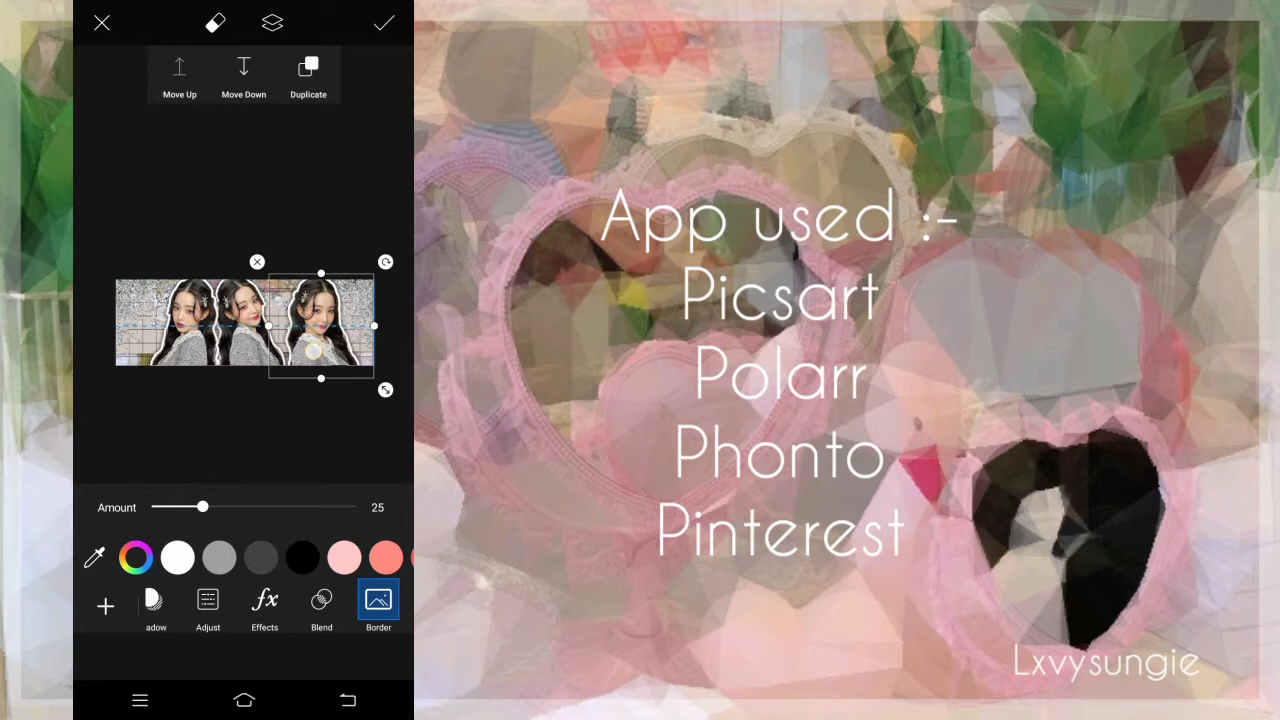 Move Up
Move Down
Duplicate
Amount
25
adow
Adjust
Effects
Blend
Border
App used :-
Picsart
Polarr
Phonto
Pinterest
Lxvysungie